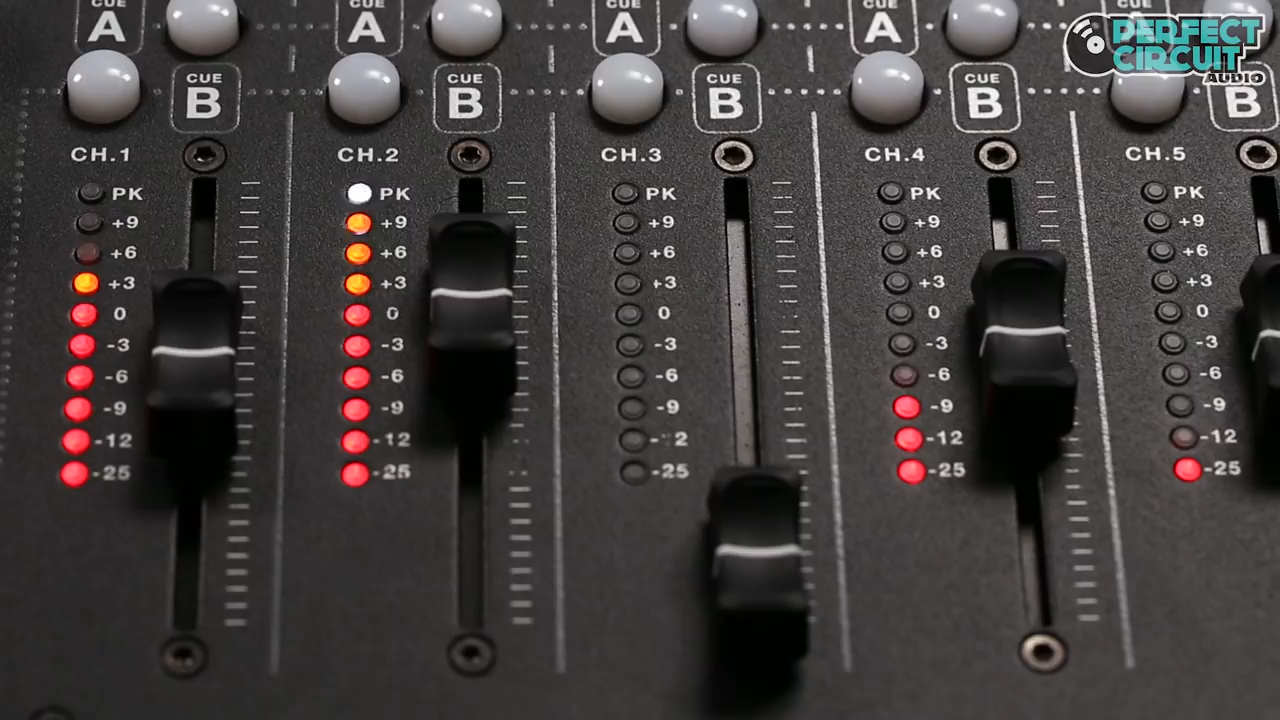 CUE A CUE A CUE A CUE A
PERFECT
CIRCUIT
AUDIO
CUE B CUE B CUE B CUE B B
CH.1 CH.2 CH.3 CH.4 CH.5
PK PK PK PK PK
+9 +9 +9 +9 +9
+6 +6 +6 +6 +6
+3 +3 +3 +3 +3
0 0 0 0 0
-3 -3 -3 -3 -3
-6 -6 -6 -6 -6
-9 -9 -9 -9 -9
-12 -12 -12 -12 -12
-25 -25 -25 -25 -25